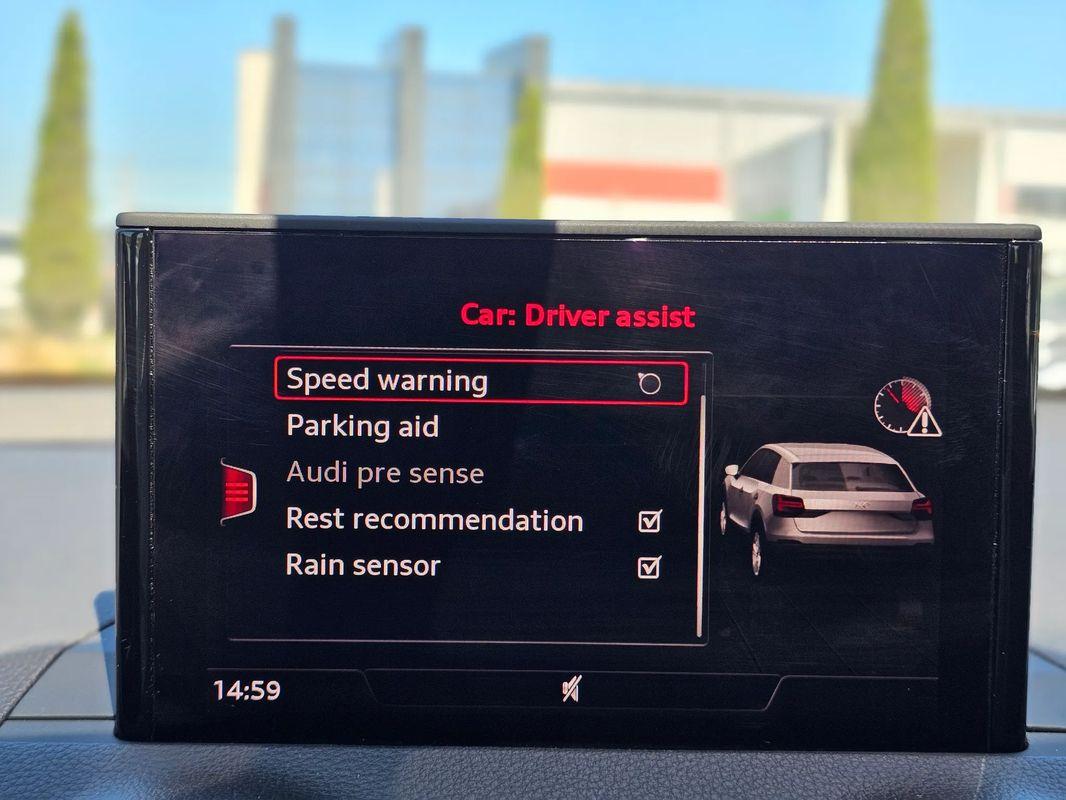 Car: Driver assist
Speed warning
Parking aid
Audi pre sense
Rest recommendation
Rain sensor
14:59